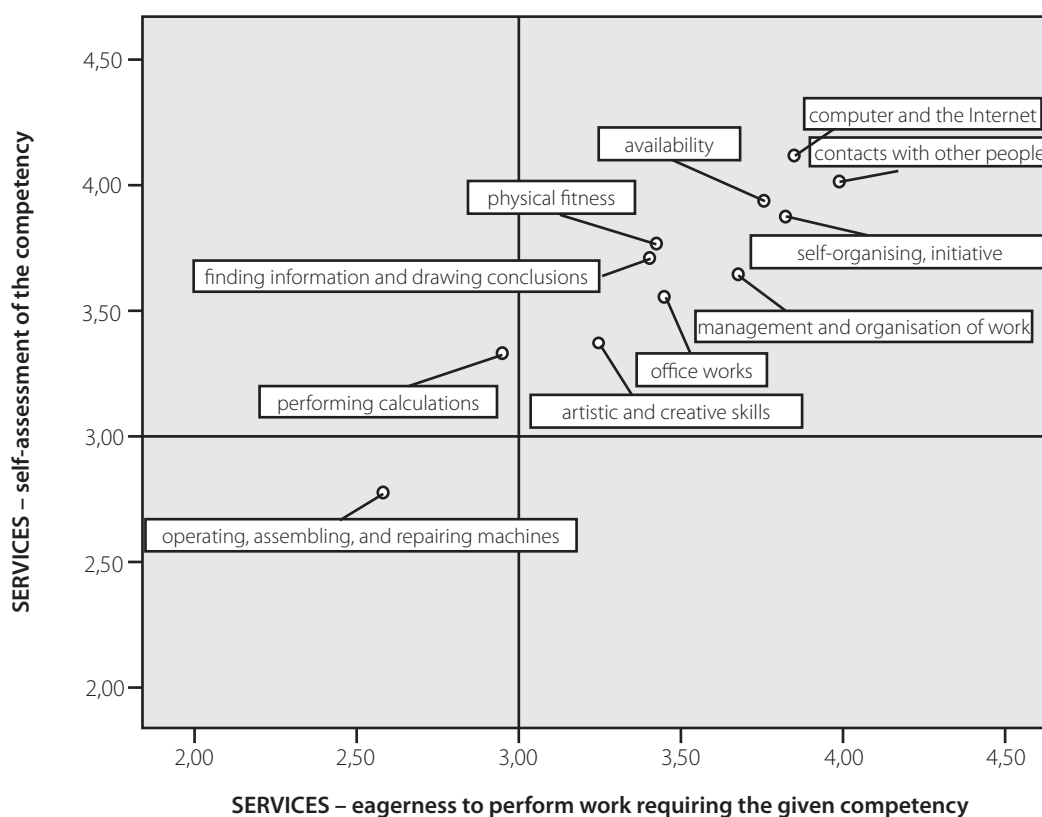 4,50
computer and the Internet
availability
contacts with other people
4,00
physical fitness
self-organising, initiative
finding information and drawing conclusions
3,50
management and organisation of work
office works
performing calculations
artistic and creative skills
3,00
operating, assembling, and repairing machines
2,50
2,00
SERVICES – self-assessment of the competency
2,00 2,50 3,00 3,50 4,00 4,50
SERVICES – eagerness to perform work requiring the given competency